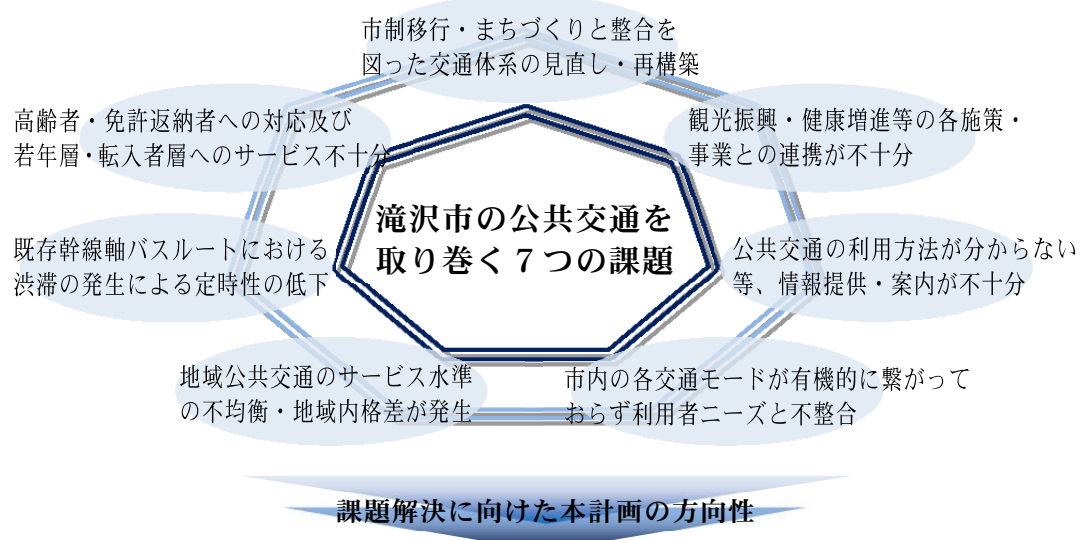 市制移行・まちづくりと整合を
図った交通体系の見直し・再構築
高齢者・免許返納者への対応及び
若年層・転入者層へのサービス不十分
観光振興・健康増進等の各施策・
事業との連携が不十分
滝沢市の公共交通を
取り巻く７つの課題
既存幹線軸バスルートにおける
渋滞の発生による定時性の低下
公共交通の利用方法が分からない
等、情報提供・案内が不十分
地域公共交通のサービス水準
の不均衡・地域内格差が発生
市内の各交通モードが有機的に繋がって
おらず利用者ニーズと不整合
課題解決に向けた本計画の方向性